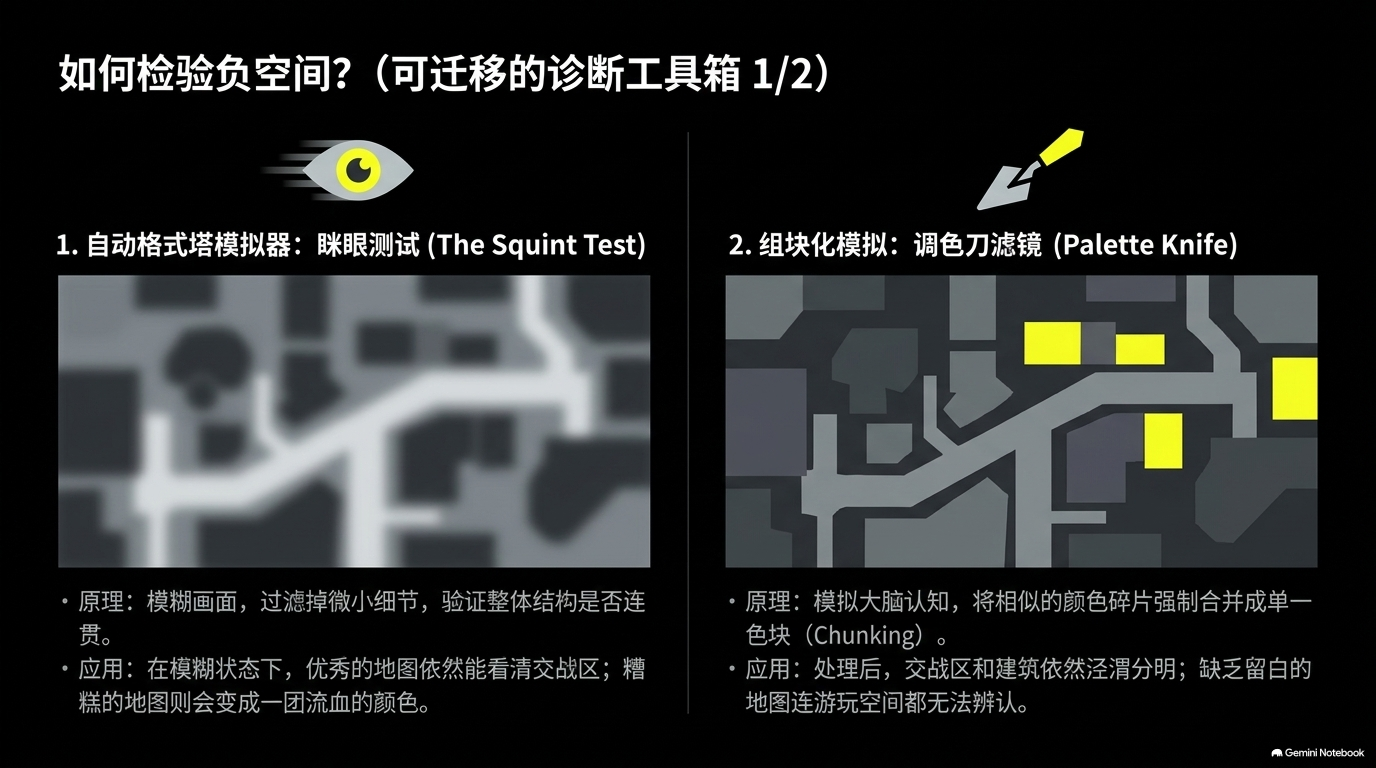 如何检验负空间？（可迁移的诊断工具箱 1/2）
1. 自动格式塔模拟器：眯眼测试 (The Squint Test)
• 原理：模糊画面，过滤掉微小细节，验证整体结构是否连
贯。
• 应用：在模糊状态下，优秀的地图依然能看清交战区；糟
糕的地图则会变成一团流血的颜色。
2. 组块化模拟：调色刀滤镜 (Palette Knife)
• 原理：模拟大脑认知，将相似的颜色碎片强制合并成单一
色块（Chunking）。
• 应用：处理后，交战区和建筑依然泾渭分明；缺乏留白的
地图连游玩空间都无法辨认。
Gemini Notebook